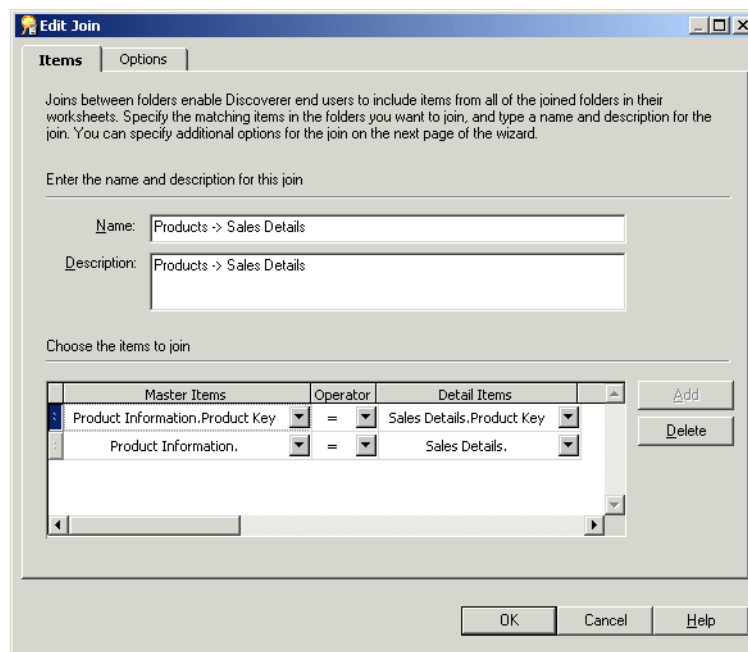 Edit Join
Items Options
Joins between folders enable Discoverer end users to include items from all of the joined folders in their
worksheets. Specify the matching items in the folders you want to join, and type a name and description for the
join. You can specify additional options for the join on the next page of the wizard.
Enter the name and description for this join
Name: Products -> Sales Details
Description: Products -> Sales Details
Choose the items to join
Master Items Operator Detail Items
Product Information.Product Key = Sales Details.Product Key
Add
Product Information. = Sales Details.
Delete
OK Cancel Help